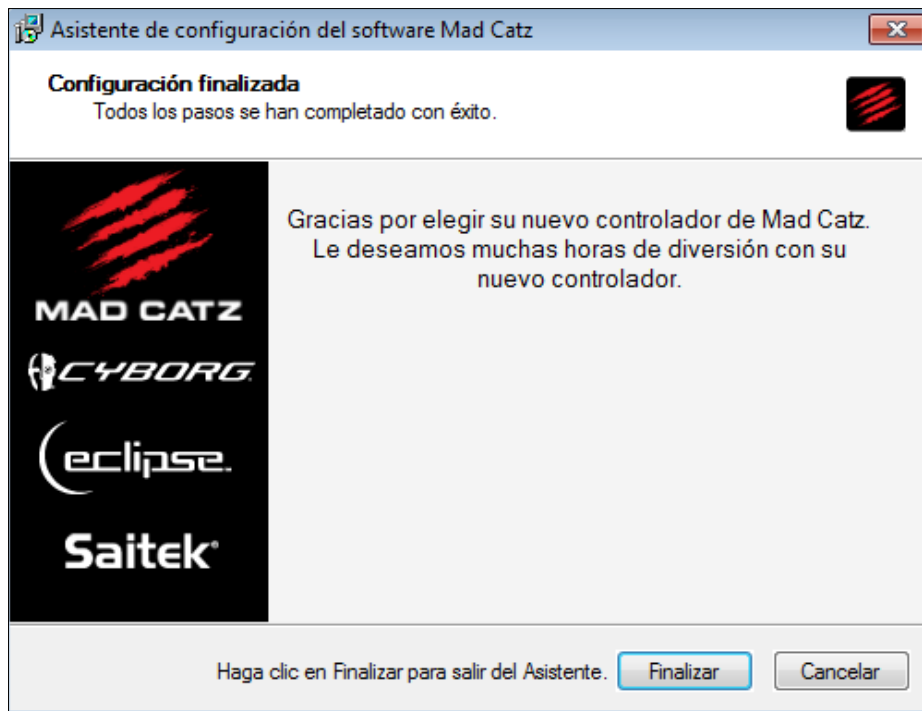 Asistente de configuración del software Mad Catz
Configuración finalizada
Todos los pasos se han completado con éxito.
MAD CATZ
CYBORG.
eclipse.
Saitek®
Gracias por elegir su nuevo controlador de Mad Catz.
Le deseamos muchas horas de diversión con su
nuevo controlador.
Haga clic en Finalizar para salir del Asistente.
Finalizar
Cancelar